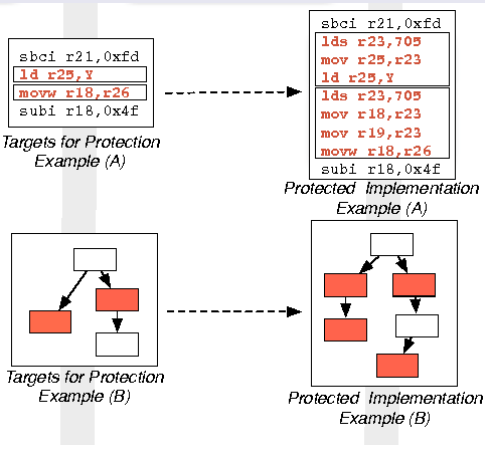 sbci r21,0xfd
ld r25,Y
movw r18,r26
subi r18,0x4f
Targets for Protection
Example (A)
sbci r21,0xfd
lds r23,705
mov r25,r23
ld r25,Y
lds r23,705
mov r18,r23
mov r19,r23
movw r18,r26
subi r18,0x4f
Protected Implementation
Example (A)
Targets for Protection
Example (B)
Protected Implementation
Example (B)